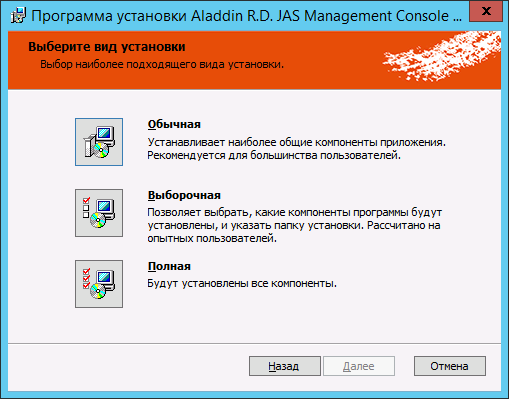 Программа установки Aladdin R.D. JAS Management Console ...
Выберите вид установки
Выбор наиболее подходящего вида установки.
Обычная
Устанавливает наиболее общие компоненты приложения.
Рекомендуется для большинства пользователей.
Выборочная
Позволяет выбрать, какие компоненты программы будут
установлены, и указать папку установки. Рассчитано на
опытных пользователей.
Полная
Будут установлены все компоненты.
Назад
Далее
Отмена